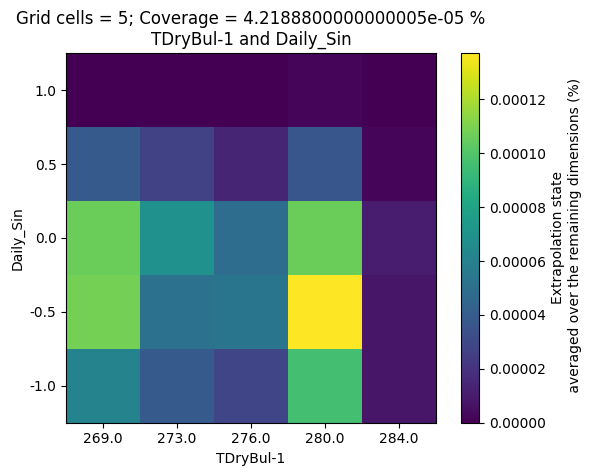 Grid cells = 5; Coverage = 4.2188800000000005e-05 %
TDryBul-1 and Daily_Sin
1.0
0.5
0.0
-0.5
-1.0
Daily_Sin
269.0 273.0 276.0 280.0 284.0
TDryBul-1
0.00012
0.00010
0.00008
0.00006
0.00004
0.00002
0.00000
Extrapolation state
averaged over the remaining dimensions (%)